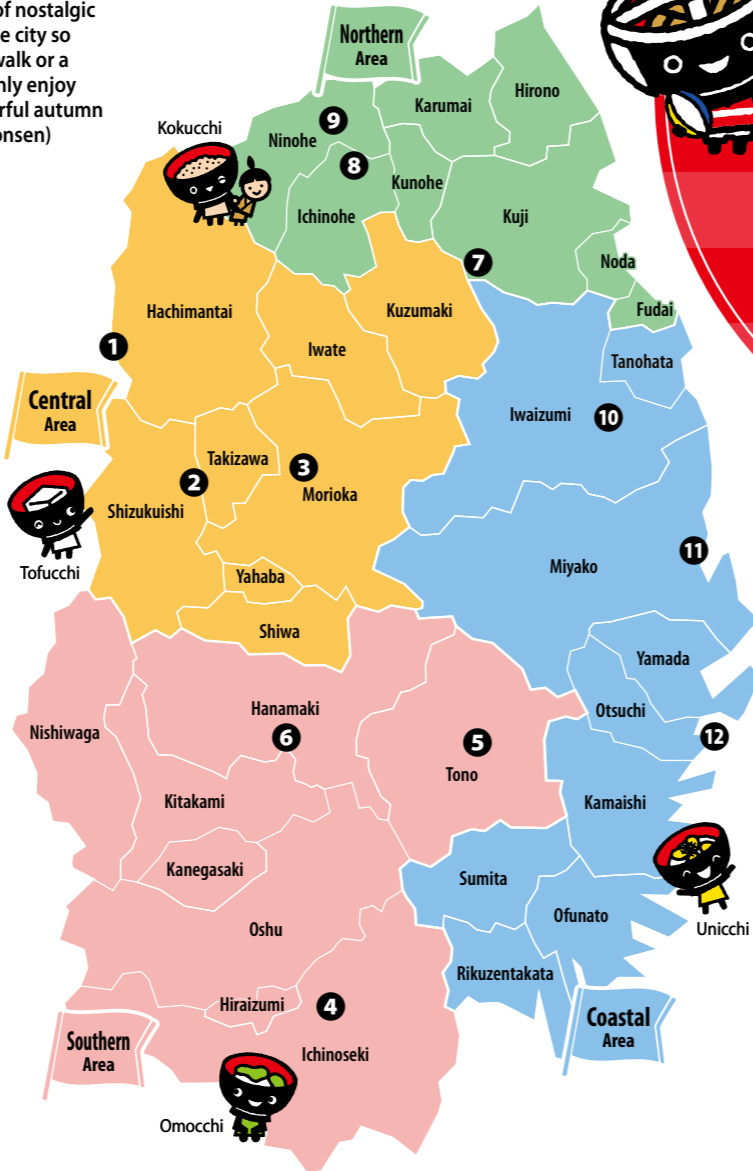 of nostalgic
e city so
walk or a
nly enjoy
rful autumn
onsen)
Northern
Area
Karumai
Hirono
Kokucchi
Ninohe
9
8
Kunohe
Ichinohe
Kuji
7
Noda
Fudai
Hachimantai
Kuzumaki
Iwate
1
Tanohata
Central
Area
Iwaizumi
10
Takizawa
3
2
Morioka
Shizukuishi
11
Miyako
Tofucchi
Yahaba
Shiwa
Yamada
Hanamaki
Otsuchi
Nishiwaga
6
5
12
Tono
Kitakami
Kamaishi
Kanegasaki
Sumita
Ofunato
Unicchi
Oshu
Rikuzentakata
Hiraizumi
4
Coastal
Area
Southern
Area
Ichinoseki
Omocchi